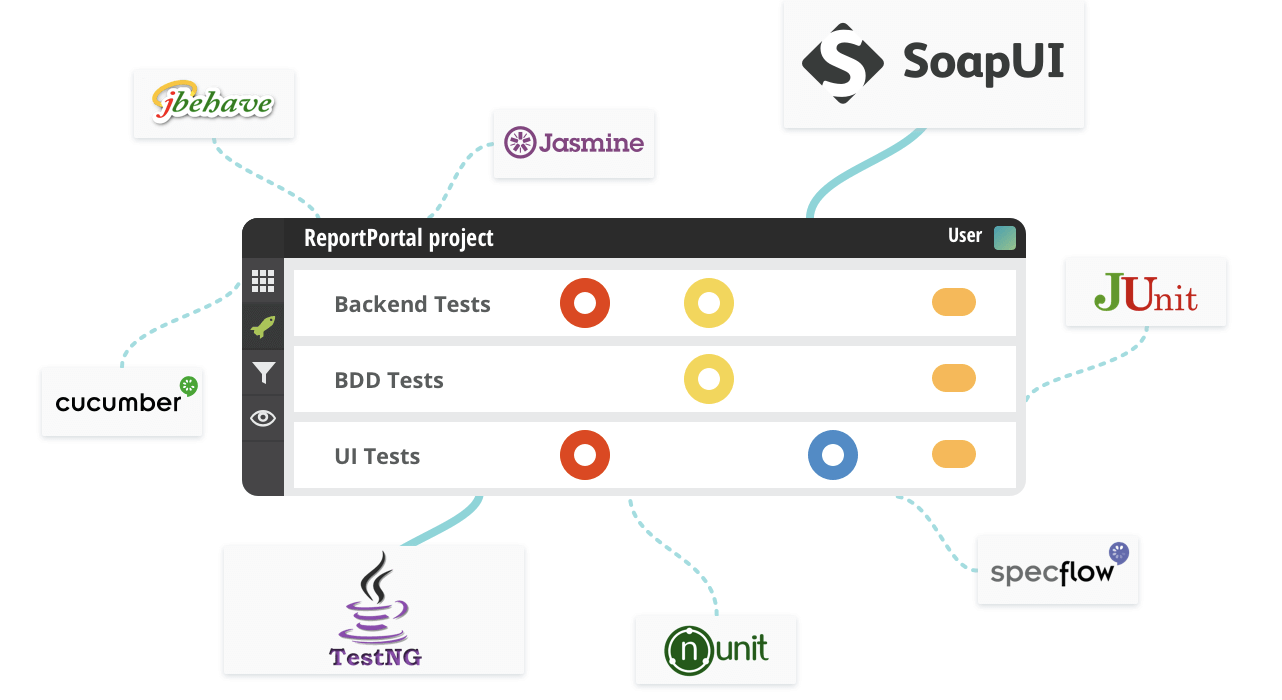 SoapUI
jbehave
Jasmine
ReportPortal project
User
Backend Tests
JUnit
BDD Tests
cucumber
UI Tests
specflow
TestNG
nunit